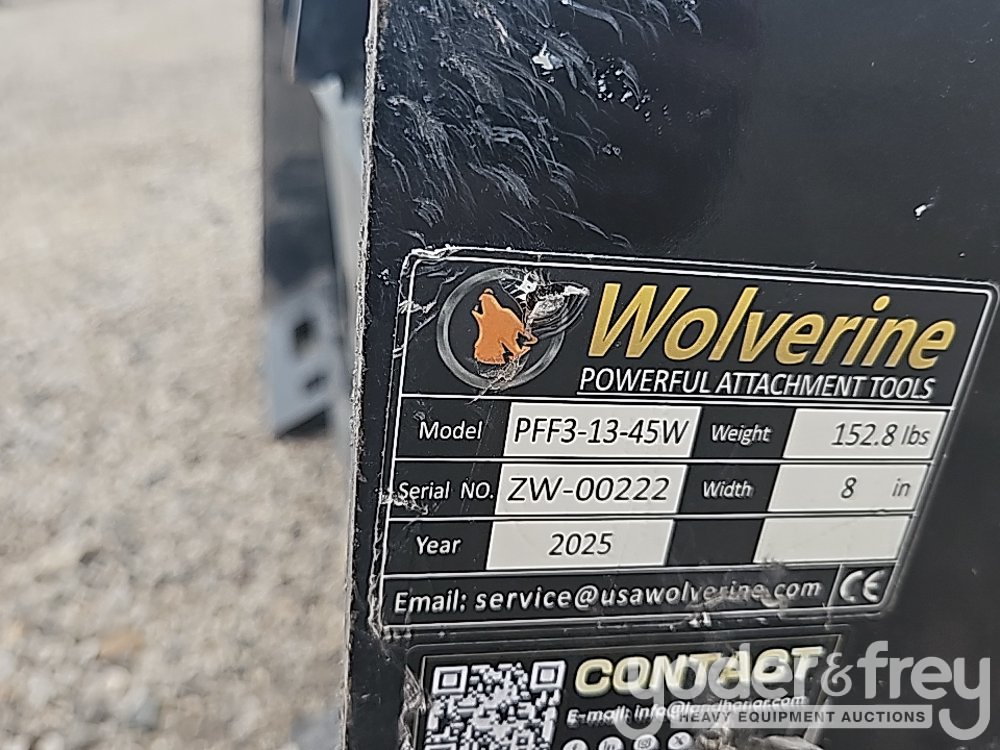 Wolverine
POWERFUL ATTACHMENT TOOLS
Model PFF3-13-45W Weight 152.8 lbs
Serial NO. ZW-00222 Width 8 in
Year 2025
Email: service@usawolverine.com CE
CONTACT
E-mail:
yoder & frey
HEAVY EQUIPMENT AUCTIONS